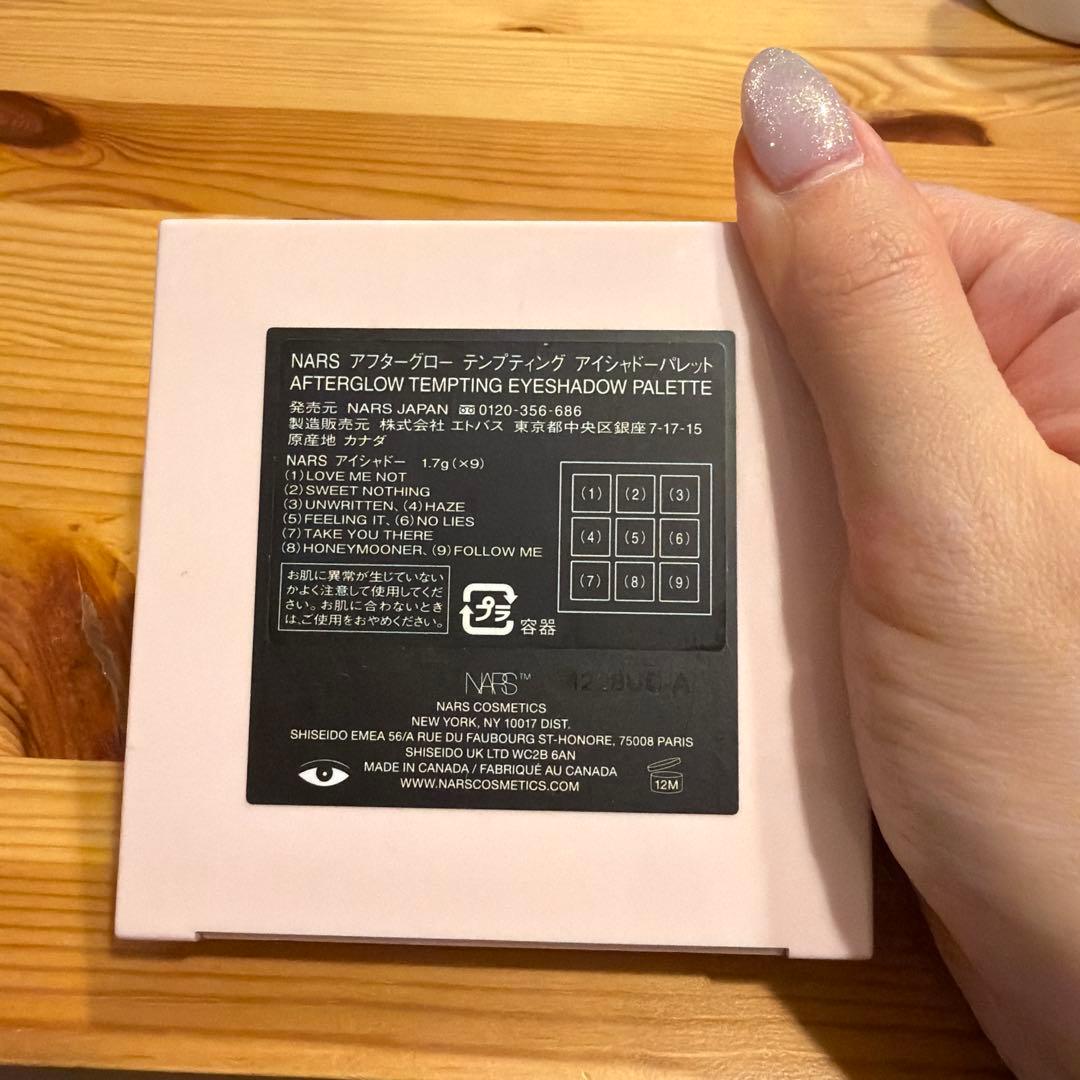 NARS アフターグロー テンプティング アイシャドーパレット
AFTERGLOW TEMPTING EYESHADOW PALETTE
発売元 NARS JAPAN 0120-356-686
製造販売元 株式会社 エトバス 東京都中央区銀座7-17-15
原産地 カナダ
NARS アイシャドー 1.7g(×9)
(1)LOVE ME NOT
(2)SWEET NOTHING
(3)UNWRITTEN、(4)HAZE
(5)FEELING IT、(6)NO LIES
(7)TAKE YOU THERE
(8)HONEYMOONER、(9)FOLLOW ME
(1) (2) (3)
(4) (5) (6)
(7) (8) (9)
お肌に異常が生じていない
かよく注意して使用してくだ
さい。お肌に合わないとき
は、ご使用をおやめください。
プラ
容器
NARS™
NARS COSMETICS
NEW YORK, NY 10017 DIST.
SHISEIDO EMEA 56/A RUE DU FAUBOURG ST-HONORE, 75008 PARIS
SHISEIDO UK LTD WC2B 6AN
MADE IN CANADA / FABRIQUÉ AU CANADA
WWW.NARSCOSMETICS.COM
12M